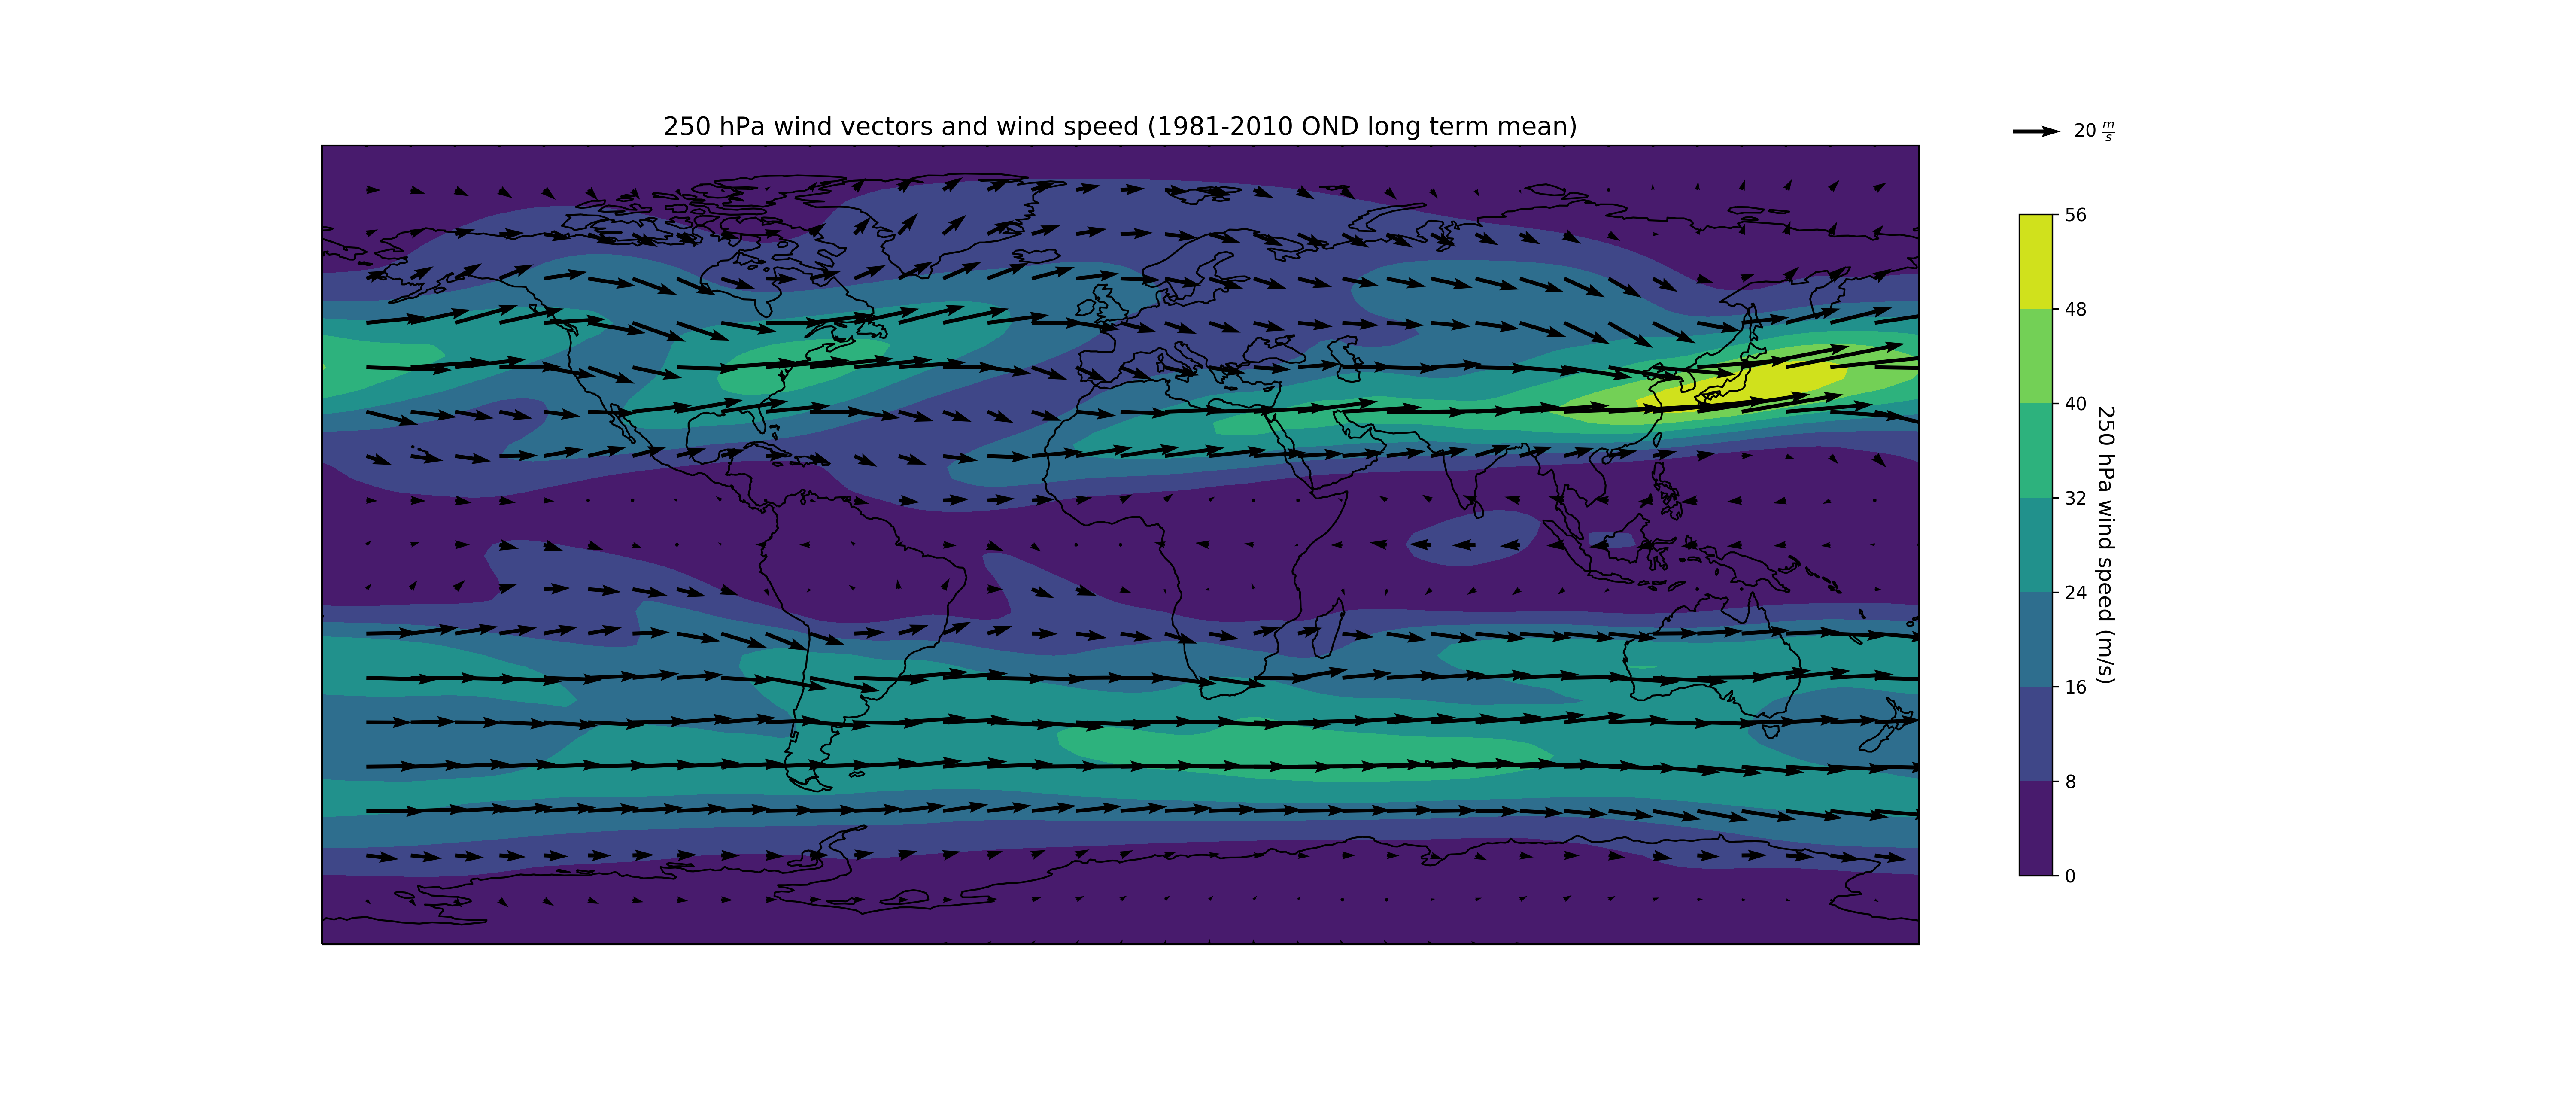 250 hPa wind vectors and wind speed (1981-2010 OND long term mean)
20 m/s
56
48
40
32
24
16
8
0
250 hPa wind speed (m/s)